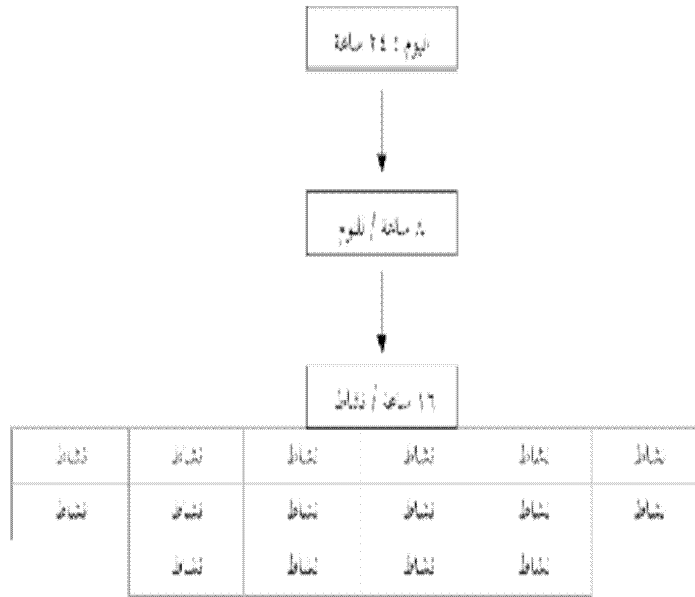 اليوم : ٢٤ ساعة
٨ ساعة / للنوم
١٦ ساعة / نشاط
نشاط نشاط نشاط نشاط نشاط نشاط
نشاط نشاط نشاط نشاط نشاط نشاط
نشاط نشاط نشاط نشاط